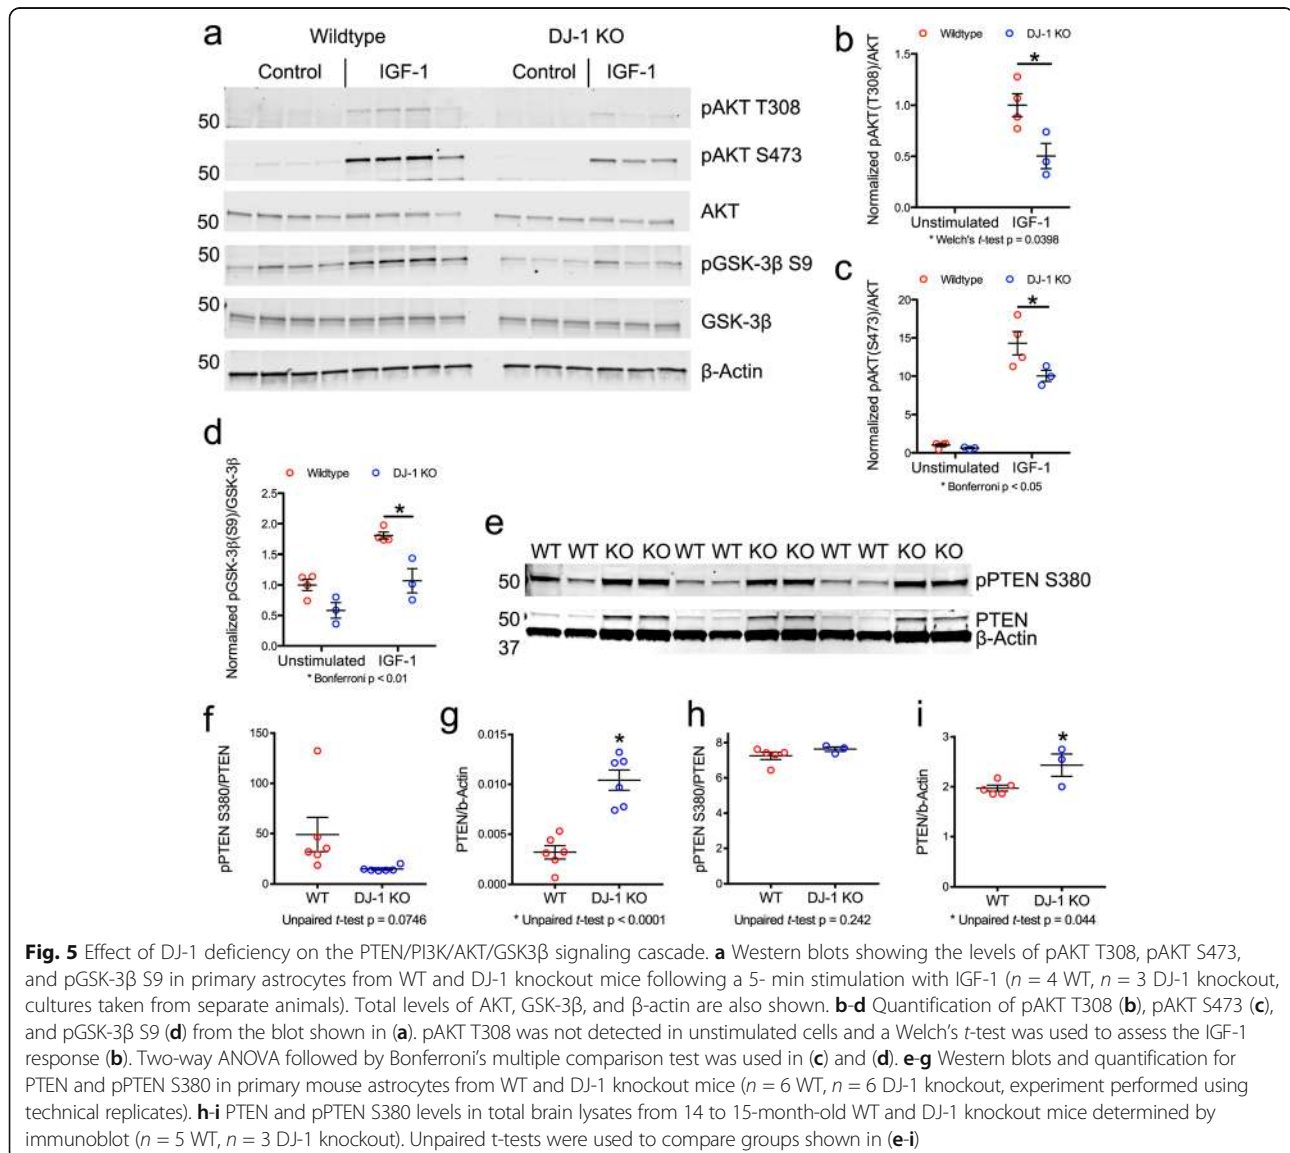 a
Wildtype DJ-1 KO
Control IGF-1 Control IGF-1
50 pAKT T308
50 pAKT S473
50 AKT
50 pGSK-3β S9
50 GSK-3β
50 β-Actin
b
Wildtype DJ-1 KO
Normalized pAKT(T308)/AKT
1.5
*
1.0
0.5
0.0
Unstimulated IGF-1
* Welch's t-test p = 0.0398
c
Wildtype DJ-1 KO
Normalized pAKT(S473)/AKT
20
*
15
10
5
0
Unstimulated IGF-1
* Bonferroni p < 0.05
d
Wildtype DJ-1 KO
Normalized pGSK-3β(S9)/GSK-3β
2.5
*
2.0
1.5
1.0
0.5
0.0
Unstimulated IGF-1
* Bonferroni p < 0.01
e
WT WT KO KO WT WT KO KO WT WT KO KO
50 pPTEN S380
50 PTEN
β-Actin
37
f
pPTEN S380/PTEN
150
100
50
0
WT DJ-1 KO
Unpaired t-test p = 0.0746
g
PTEN/b-Actin
0.015
*
0.010
0.005
0.000
WT DJ-1 KO
* Unpaired t-test p < 0.0001
h
pPTEN S380/PTEN
8
6
4
2
0
WT DJ-1 KO
Unpaired t-test p = 0.242
i
PTEN/b-Actin
3
*
2
1
0
WT DJ-1 KO
* Unpaired t-test p = 0.044
Fig. 5 Effect of DJ-1 deficiency on the PTEN/PI3K/AKT/GSK3β signaling cascade. a Western blots showing the levels of pAKT T308, pAKT S473,
and pGSK-3β S9 in primary astrocytes from WT and DJ-1 knockout mice following a 5- min stimulation with IGF-1 (n = 4 WT, n = 3 DJ-1 knockout,
cultures taken from separate animals). Total levels of AKT, GSK-3β, and β-actin are also shown. b-d Quantification of pAKT T308 (b), pAKT S473 (c),
and pGSK-3β S9 (d) from the blot shown in (a). pAKT T308 was not detected in unstimulated cells and a Welch's t-test was used to assess the IGF-1
response (b). Two-way ANOVA followed by Bonferroni's multiple comparison test was used in (c) and (d). e-g Western blots and quantification for
PTEN and pPTEN S380 in primary mouse astrocytes from WT and DJ-1 knockout mice (n = 6 WT, n = 6 DJ-1 knockout, experiment performed using
technical replicates). h-i PTEN and pPTEN S380 levels in total brain lysates from 14 to 15-month-old WT and DJ-1 knockout mice determined by
immunoblot (n = 5 WT, n = 3 DJ-1 knockout). Unpaired t-tests were used to compare groups shown in (e-i)